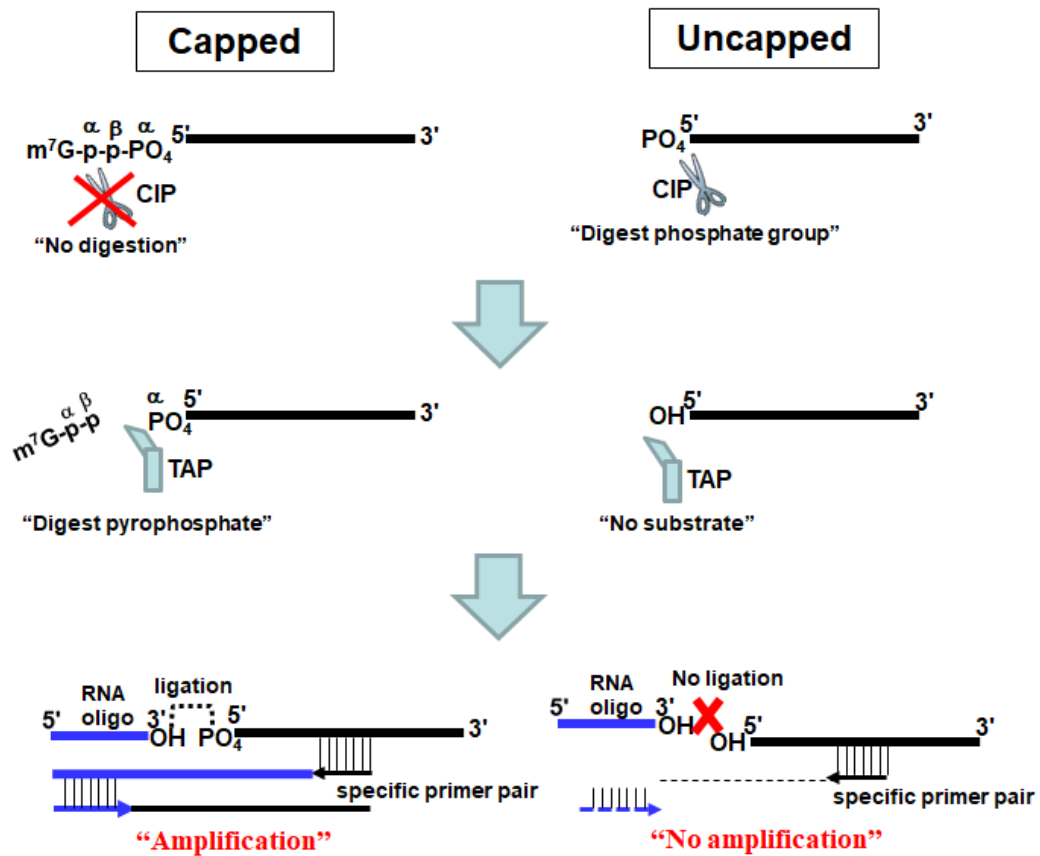 Capped
Uncapped
α β α
m⁷G-p-p-PO₄ 5' 3'
CIP
“No digestion”
PO₄ 5' 3'
CIP
“Digest phosphate group”
α β
m⁷G-p-p
α
PO₄ 5' 3'
TAP
“Digest pyrophosphate”
OH 5' 3'
TAP
“No substrate”
RNA
oligo
ligation
5' 3' 5' 3'
OH PO₄
specific primer pair
“Amplification”
RNA
oligo
No ligation
5' 3'
OH
OH 5' 3'
specific primer pair
“No amplification”